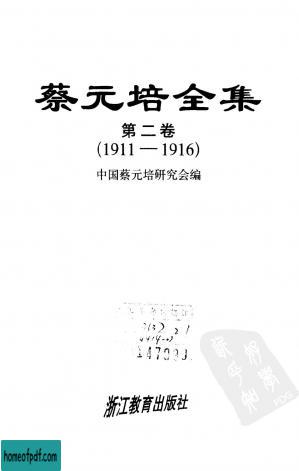 蔡元培全集
第二卷
(1911—1916)
中国蔡元培研究会编
浙江教育出版社
homeofpdf.com